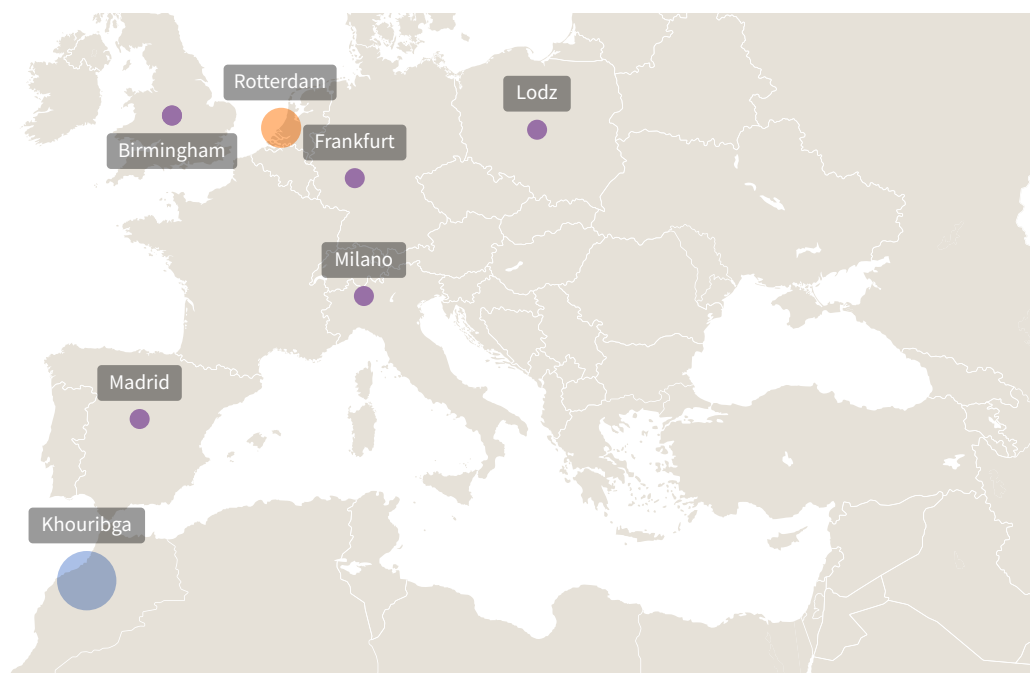 Rotterdam
Lodz
Frankfurt
Birmingham
Milano
Madrid
Khouribga